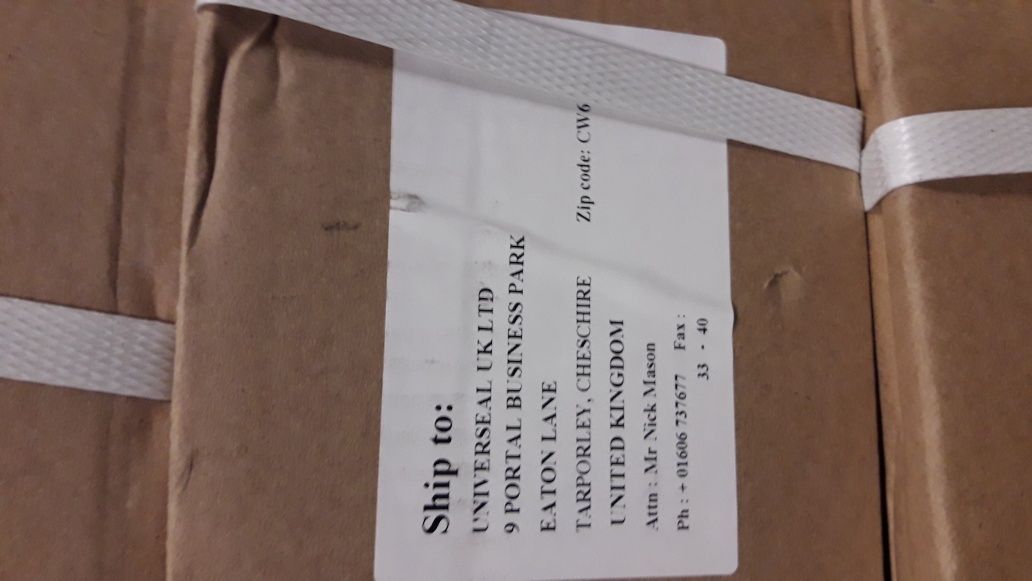 Ship to:
UNIVERSEAL UK LTD
9 PORTAL BUSINESS PARK
EATON LANE
TARPORLEY, CHESCHIRE Zip code: CW6
UNITED KINGDOM
Attn : Mr Nick Mason
Ph : + 01606 737677 Fax :
33 - 40